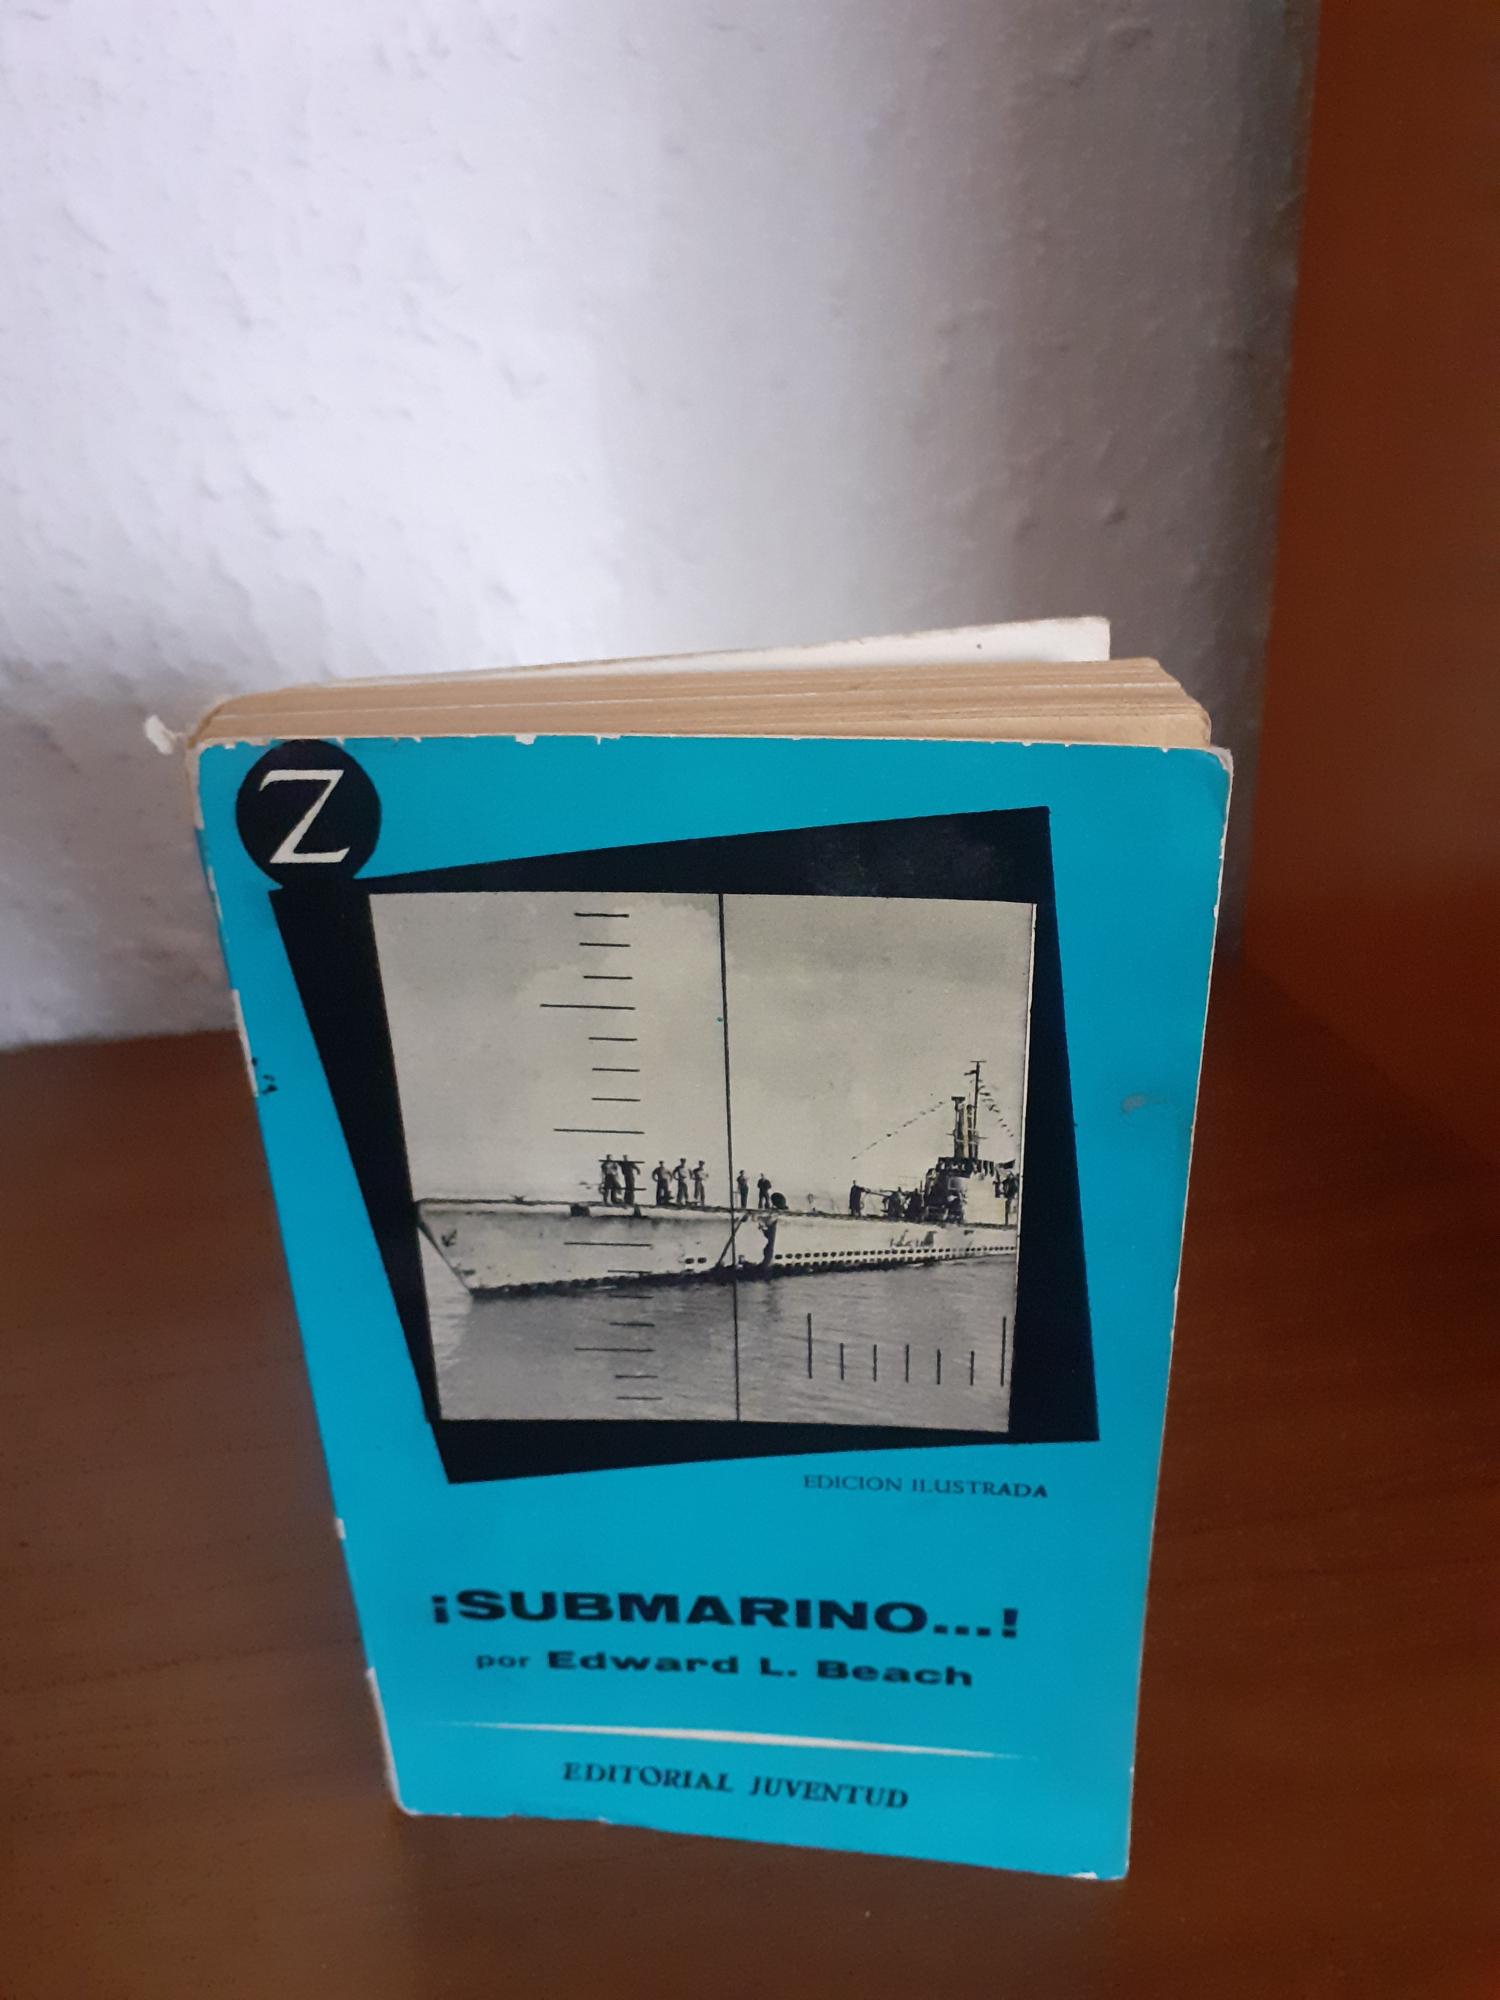 Z
EDICION ILUSTRADA
¡SUBMARINO...!
por Edward L. Beach
EDITORIAL JUVENTUD